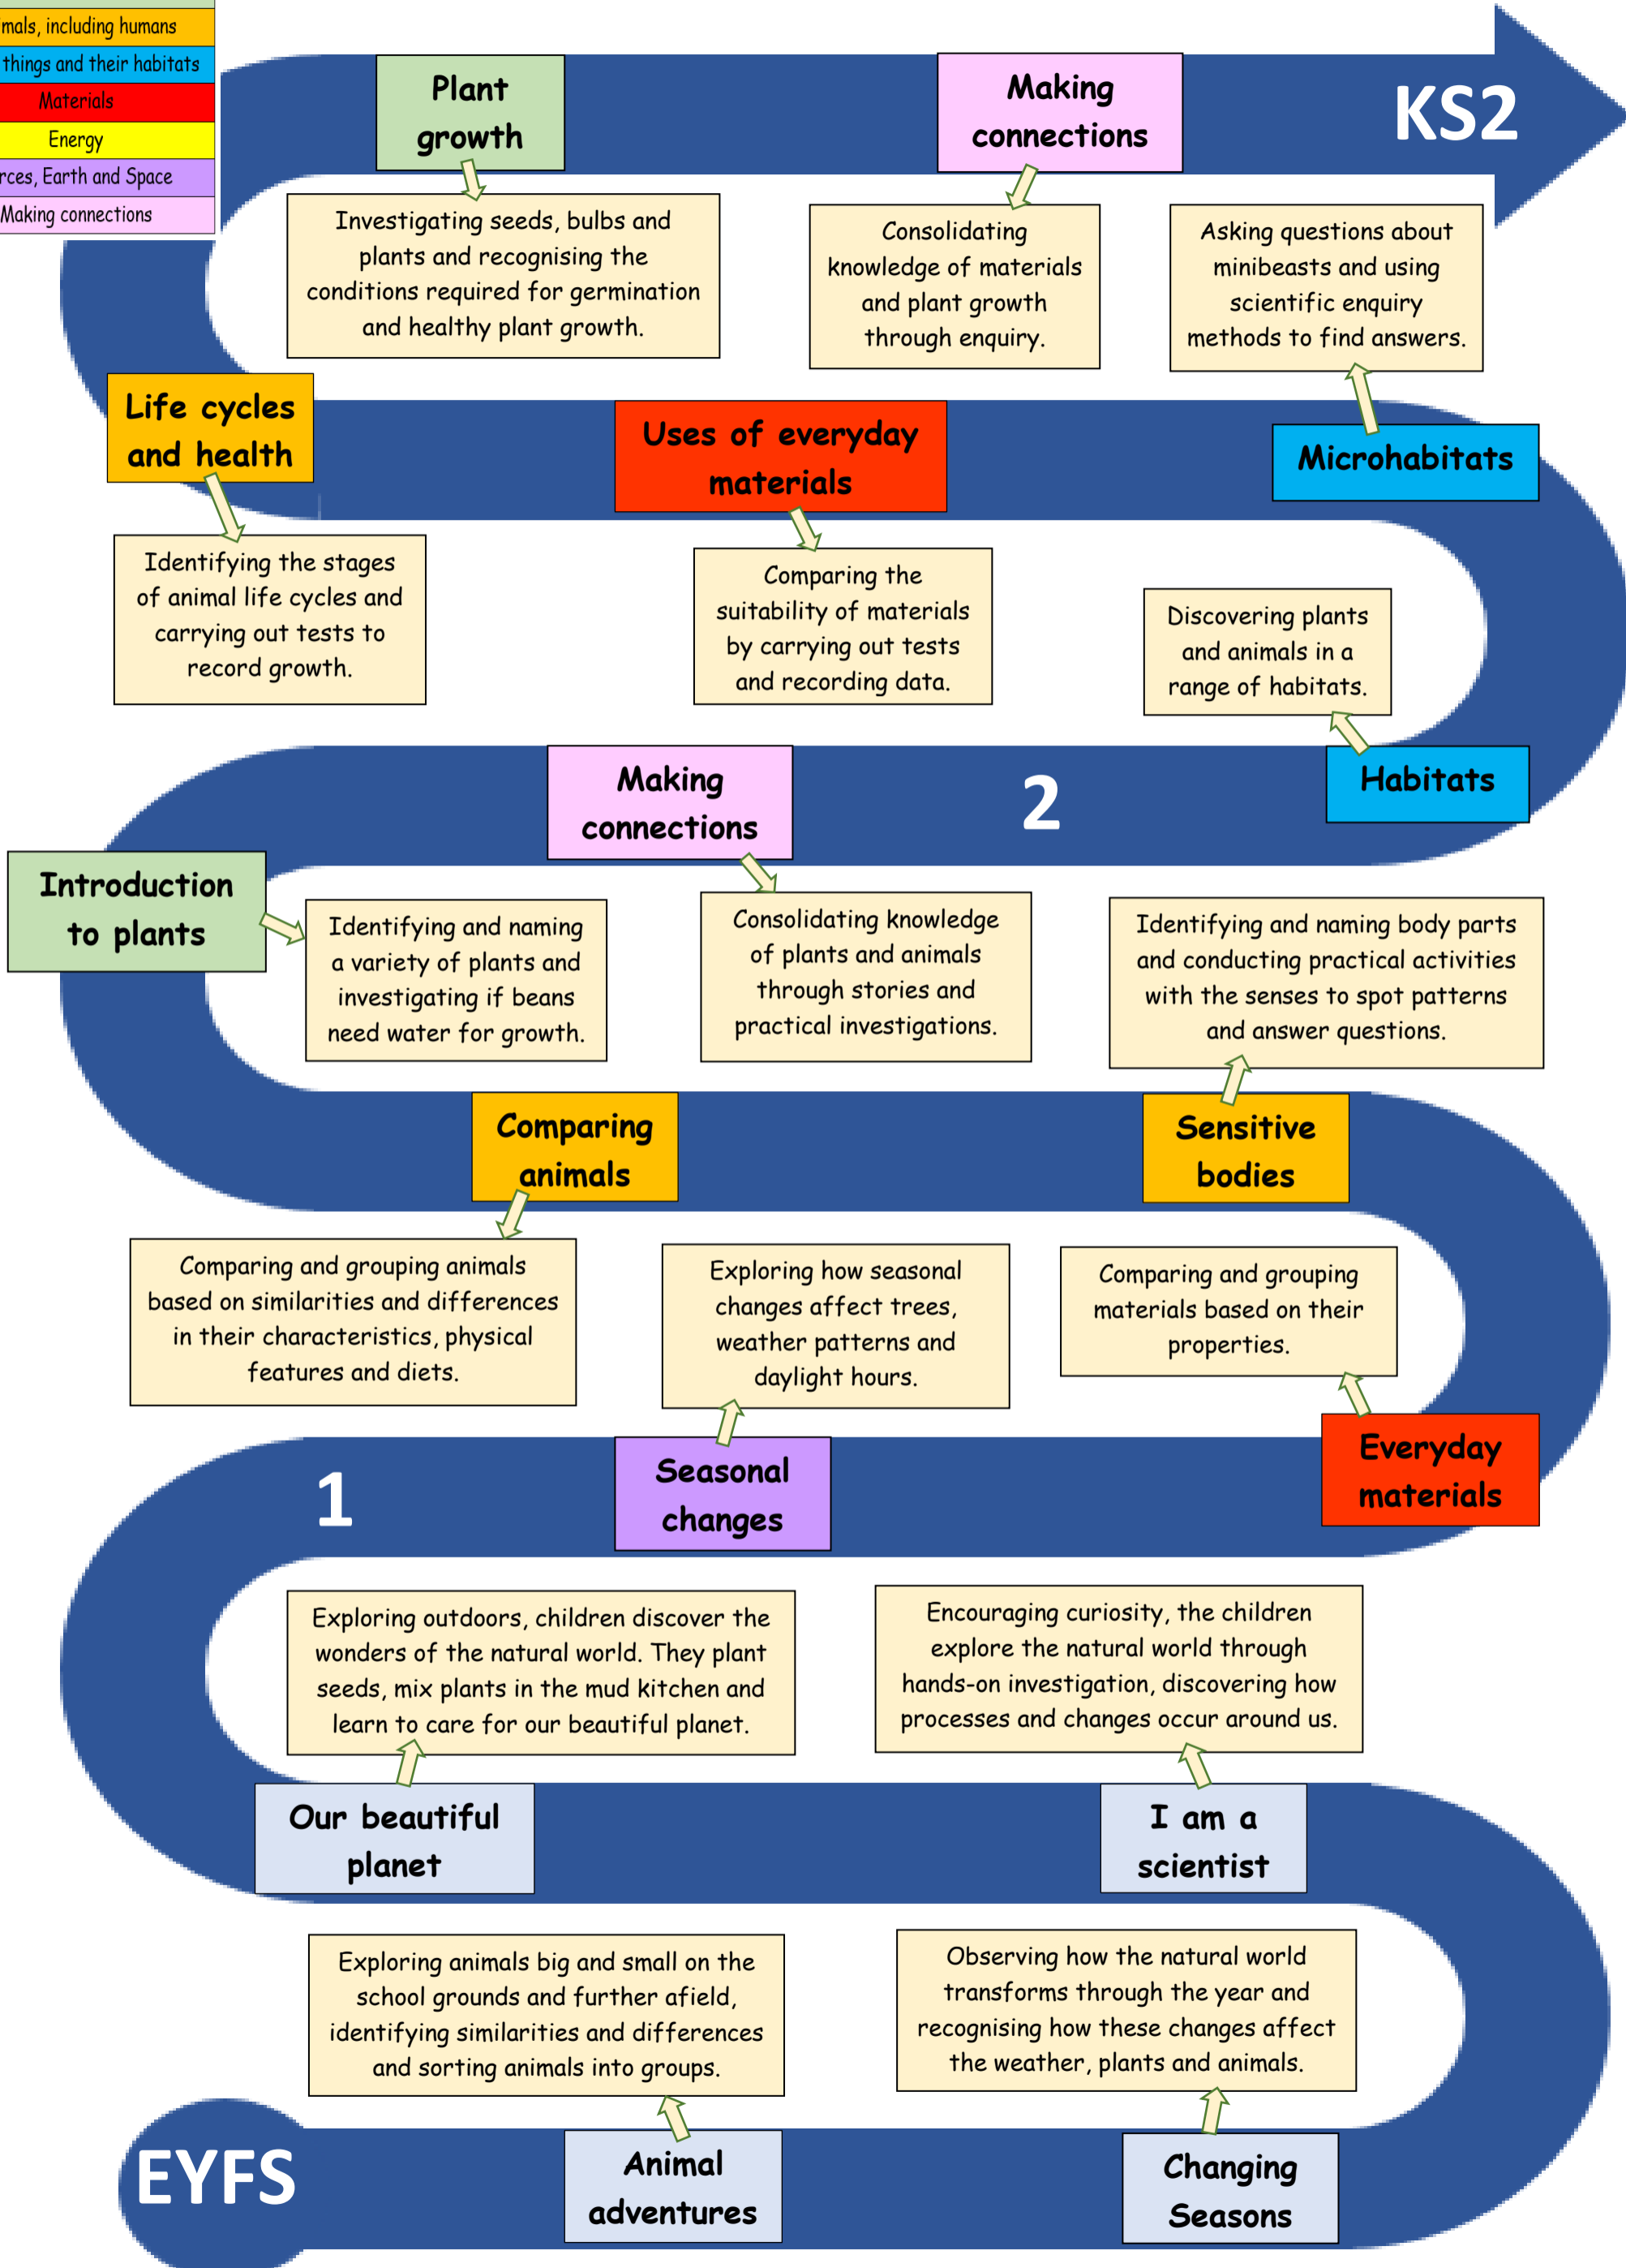 mals, including humans
things and their habitats
Materials
Energy
rces, Earth and Space
Making connections
Plant
growth
Making
connections
KS2
Investigating seeds, bulbs and
plants and recognising the
conditions required for germination
and healthy plant growth.
Consolidating
knowledge of materials
and plant growth
through enquiry.
Asking questions about
minibeasts and using
scientific enquiry
methods to find answers.
Life cycles
and health
Uses of everyday
materials
Microhabitats
Identifying the stages
of animal life cycles and
carrying out tests to
record growth.
Comparing the
suitability of materials
by carrying out tests
and recording data.
Discovering plants
and animals in a
range of habitats.
Making
connections
2
Habitats
Introduction
to plants
Identifying and naming
a variety of plants and
investigating if beans
need water for growth.
Consolidating knowledge
of plants and animals
through stories and
practical investigations.
Identifying and naming body parts
and conducting practical activities
with the senses to spot patterns
and answer questions.
Comparing
animals
Sensitive
bodies
Comparing and grouping animals
based on similarities and differences
in their characteristics, physical
features and diets.
Exploring how seasonal
changes affect trees,
weather patterns and
daylight hours.
Comparing and grouping
materials based on their
properties.
1
Seasonal
changes
Everyday
materials
Exploring outdoors, children discover the
wonders of the natural world. They plant
seeds, mix plants in the mud kitchen and
learn to care for our beautiful planet.
Encouraging curiosity, the children
explore the natural world through
hands-on investigation, discovering how
processes and changes occur around us.
Our beautiful
planet
I am a
scientist
Exploring animals big and small on the
school grounds and further afield,
identifying similarities and differences
and sorting animals into groups.
Observing how the natural world
transforms through the year and
recognising how these changes affect
the weather, plants and animals.
EYFS
Animal
adventures
Changing
Seasons